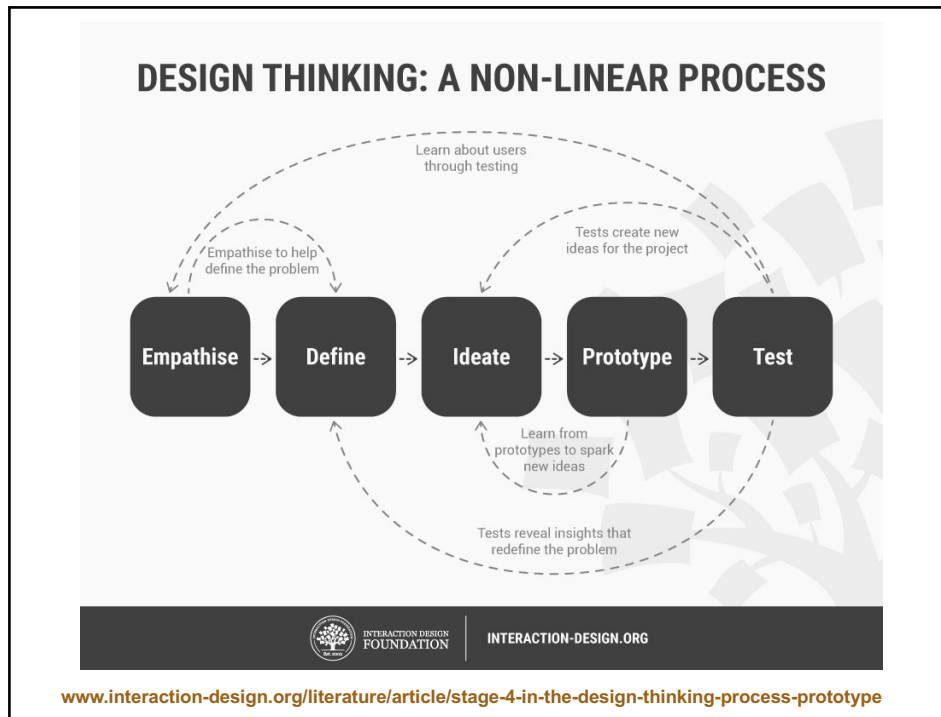 DESIGN THINKING: A NON-LINEAR PROCESS
Learn about users
through testing
Tests create new
ideas for the project
Empathise to help
define the problem
Empathise
Define
Ideate
Prototype
Test
Learn from
prototypes to spark
new ideas
Tests reveal insights that
redefine the problem
INTERACTION DESIGN
FOUNDATION
Est. 2002
INTERACTION-DESIGN.ORG
www.interaction-design.org/literature/article/stage-4-in-the-design-thinking-process-prototype